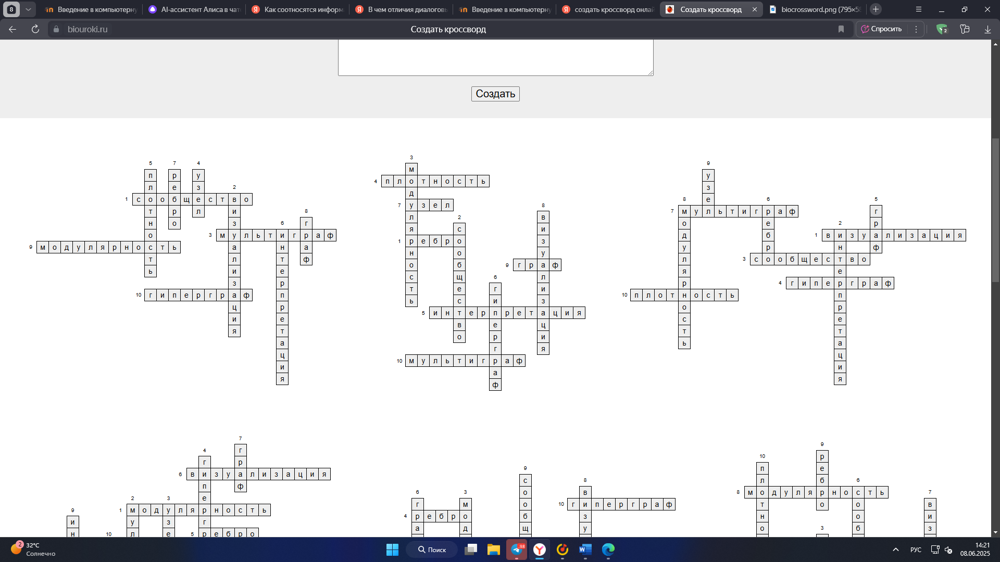 8
Введение в компьютерну
AI-ассистент Алиса в чате
Как соотносятся информ
В чем отличия диалоговы
Введение в компьютерну
создать кроссворд онлай
Создать кроссворд
biocrossword.png (795×58
biouroki.ru
Создать кроссворд
Спросить
2
Создать
5 плотность
7 ребро
4 узел
2 визуализация
1 сообщество
8 граф
6 интерпретация
3 мультиграф
9 модулярность
10 гиперграф
3 модулярность
4 плотность
7 узел
8 визуализация
2 сообщество
1 ребро
9 граф
6 гиперграф
5 интерпретация
10 мультиграф
9 узел
8 модулярность
6 ребро
5 граф
7 мультиграф
2 интерпретация
1 визуализация
3 сообщество
4 гиперграф
10 плотность
7 граф
4 гиперг
6 визуализация
2 мул
3 узе
1 модулярность
9 ин
10
5 ребро
9 сообщ
8 визу
6 гра
3 мод
10 гиперграф
4 ребро
9 ребро
10 плотно
6 сооб
8 модулярность
7 виз
3
2
32°C
Солнечно
Поиск
98
РУС
14:21
08.06.2025